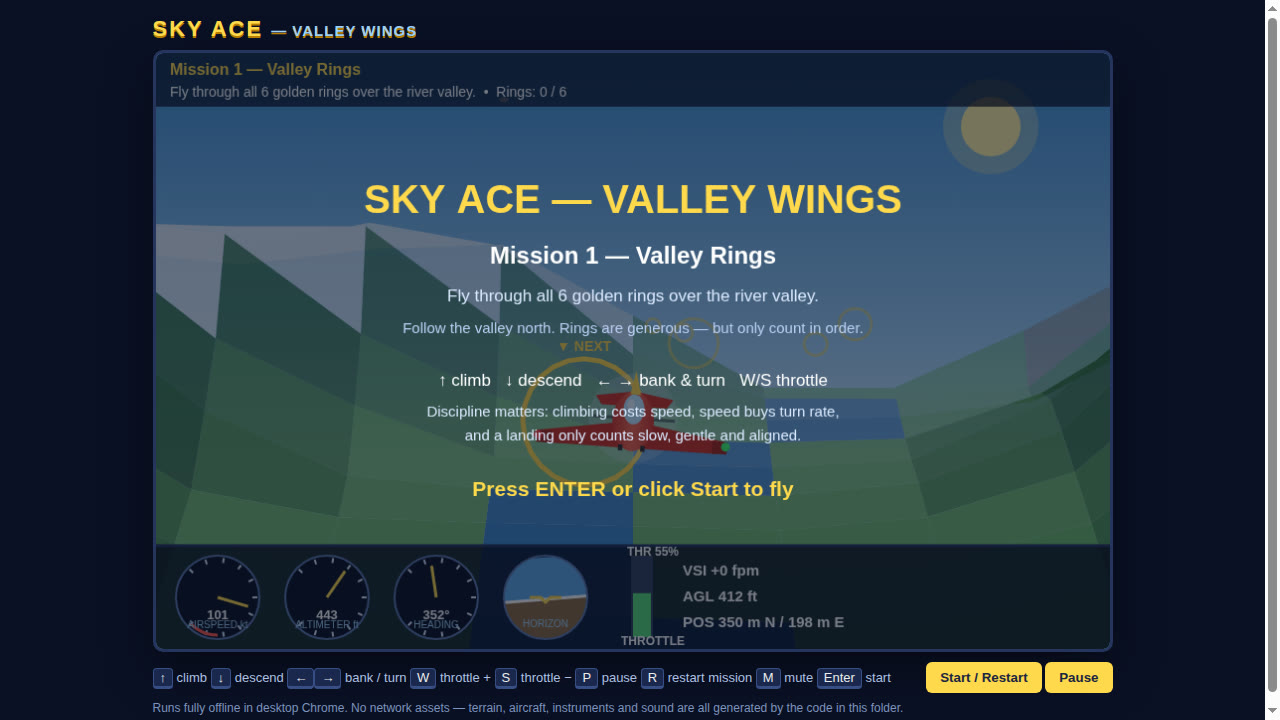 SKY ACE — VALLEY WINGS
Mission 1 — Valley Rings
Fly through all 6 golden rings over the river valley. • Rings: 0 / 6
SKY ACE — VALLEY WINGS
Mission 1 — Valley Rings
Fly through all 6 golden rings over the river valley.
Follow the valley north. Rings are generous — but only count in order.
▼ NEXT
↑ climb ↓ descend ← → bank & turn W/S throttle
Discipline matters: climbing costs speed, speed buys turn rate,
and a landing only counts slow, gentle and aligned.
Press ENTER or click Start to fly
THR 55%
VSI +0 fpm
AGL 412 ft
POS 350 m N / 198 m E
101
AIRSPEED kt
443
ALTIMETER ft
352°
HEADING
HORIZON
THROTTLE
↑ climb ↓ descend ← → bank / turn W throttle + S throttle − P pause R restart mission M mute Enter start
Start / Restart
Pause
Runs fully offline in desktop Chrome. No network assets — terrain, aircraft, instruments and sound are all generated by the code in this folder.